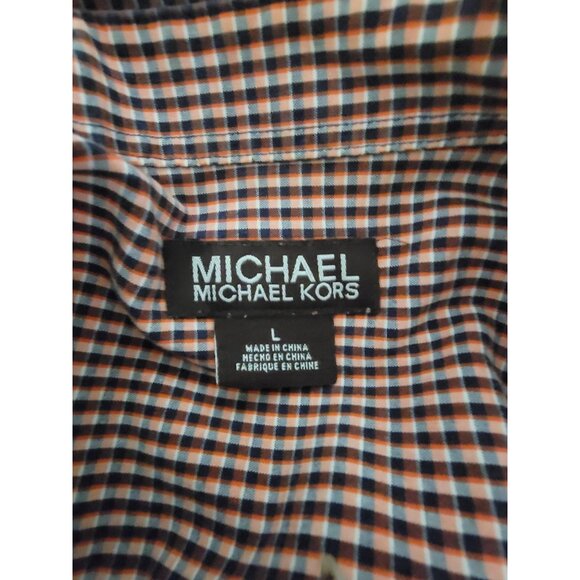 MICHAEL
MICHAEL KORS
L
MADE IN CHINA
HECHO EN CHINA
FABRIQUE EN CHINE